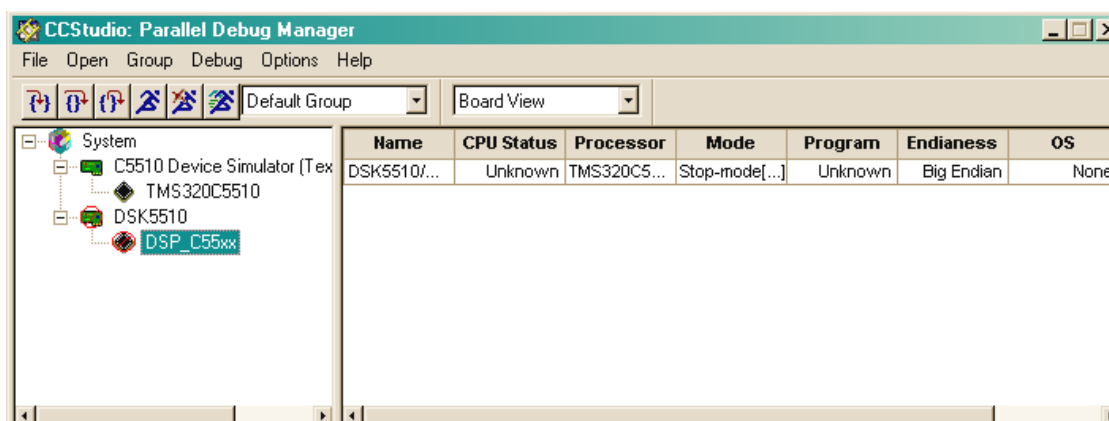 CCStudio: Parallel Debug Manager
File Open Group Debug Options Help
Default Group Board View
System
C5510 Device Simulator (Tex
TMS320C5510
DSK5510
DSP_C55xx
Name CPU Status Processor Mode Program Endianess OS
DSK5510/... Unknown TMS320C5... Stop-mode[...] Unknown Big Endian None